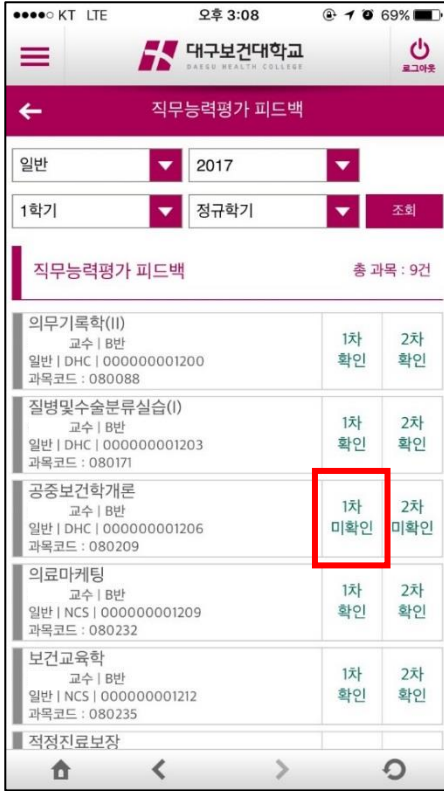 KT LTE 오후 3:08 69%
대구보건대학교
DAEGU HEALTH COLLEGE
로그아웃
직무능력평가 피드백
일반 2017
1학기 정규학기 조회
직무능력평가 피드백 총 과목 : 9건
의무기록학(II)
교수 | B반
일반 | DHC | 000000001200
과목코드 : 080088
1차 확인
2차 확인
질병및수술분류실습(I)
교수 | B반
일반 | DHC | 000000001203
과목코드 : 080171
1차 확인
2차 확인
공중보건학개론
교수 | B반
일반 | DHC | 000000001206
과목코드 : 080209
1차 미확인
2차 미확인
의료마케팅
교수 | B반
일반 | NCS | 000000001209
과목코드 : 080232
1차 확인
2차 확인
보건교육학
교수 | B반
일반 | NCS | 000000001212
과목코드 : 080235
1차 확인
2차 확인
적정진료보장